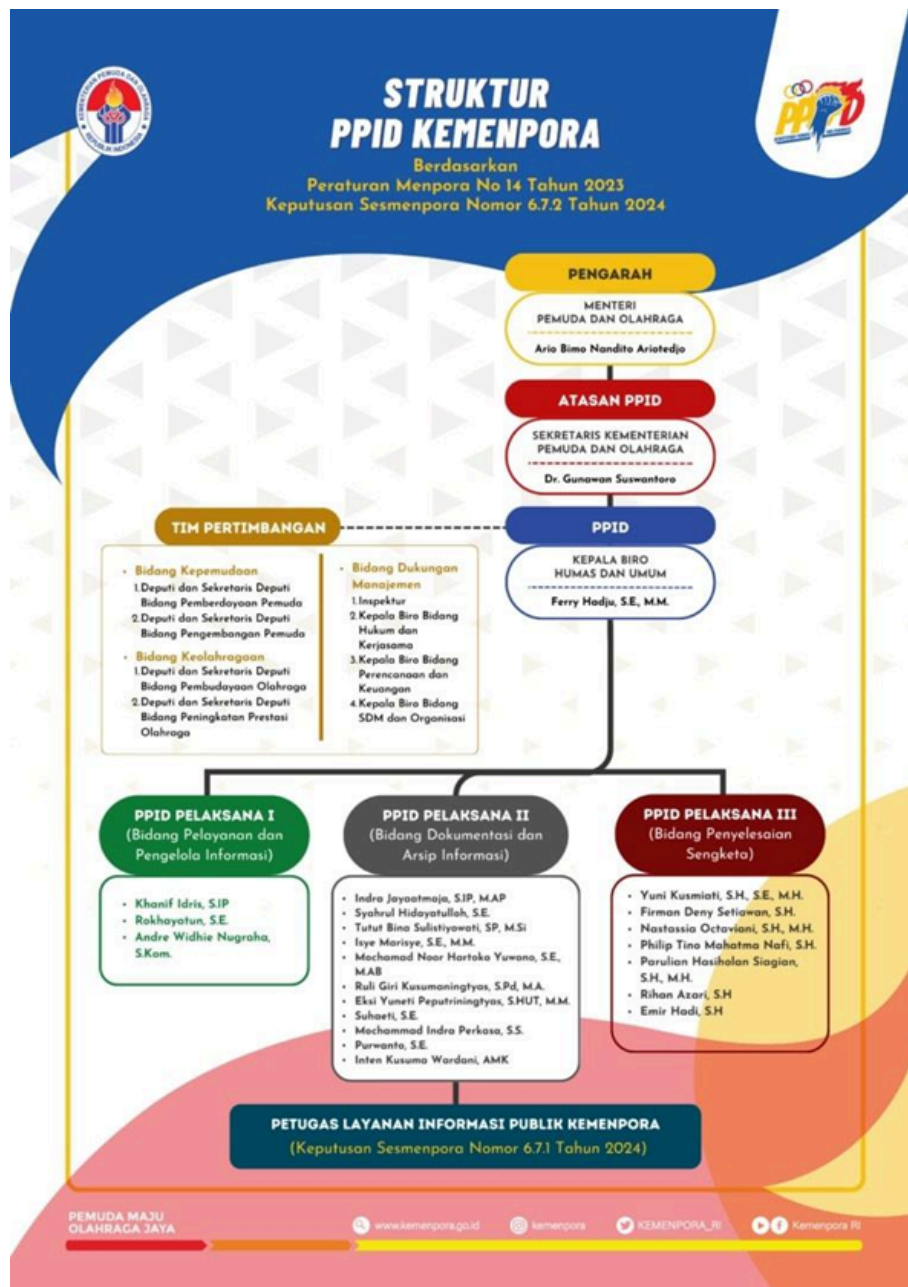 KEMENTERIAN PEMUDA DAN OLAHRAGA
REPUBLIK INDONESIA
STRUKTUR
PPID KEMENPORA
Berdasarkan
Peraturan Menpora No 14 Tahun 2023
Keputusan Sesmenpora Nomor 6.7.2 Tahun 2024
PPID
PENGARAH
MENTERI
PEMUDA DAN OLAHRAGA
Ario Bimo Nandito Ariotedjo
ATASAN PPID
SEKRETARIS KEMENTERIAN
PEMUDA DAN OLAHRAGA
Dr. Gunawan Suswantoro
PPID
KEPALA BIRO
HUMAS DAN UMUM
Ferry Hadju, S.E., M.M.
TIM PERTIMBANGAN
• Bidang Kepemudaan
1.Deputi dan Sekretaris Deputi
Bidang Pemberdayaan Pemuda
2.Deputi dan Sekretaris Deputi
Bidang Pengembangan Pemuda
• Bidang Keolahragaan
1.Deputi dan Sekretaris Deputi
Bidang Pembudayaan Olahraga
2.Deputi dan Sekretaris Deputi
Bidang Peningkatan Prestasi
Olahraga
• Bidang Dukungan
Manajemen
1.Inspektur
2.Kepala Biro Bidang
Hukum dan
Kerjasama
3.Kepala Biro Bidang
Perencanaan dan
Keuangan
4.Kepala Biro Bidang
SDM dan Organisasi
PPID PELAKSANA I
(Bidang Pelayanan dan
Pengelola Informasi)
• Khanif Idris, S.IP
• Rokhayatun, S.E.
• Andre Widhie Nugraha,
S.Kom.
PPID PELAKSANA II
(Bidang Dokumentasi dan
Arsip Informasi)
• Indra Jayaatmaja, S.IP, M.AP
• Syahrul Hidayatulloh, S.E.
• Tutut Bina Sulistiyowati, SP, M.Si
• Isye Marisye, S.E., M.M.
• Mochamad Noor Hartoko Yuwono, S.E.,
M.AB
• Ruli Giri Kusumaningtyas, S.Pd, M.A.
• Eksi Yuneti Peputriningtyas, S.HUT, M.M.
• Suhaeti, S.E.
• Mochammad Indra Perkasa, S.S.
• Purwanto, S.E.
• Inten Kusuma Wardani, AMK
PPID PELAKSANA III
(Bidang Penyelesaian
Sengketa)
• Yuni Kusmiati, S.H., S.E., M.H.
• Firman Deny Setiawan, S.H.
• Nastassia Octaviani, S.H., M.H.
• Philip Tino Mahatma Nafi, S.H.
• Parulian Hasiholan Siagian,
S.H., M.H.
• Rihan Azari, S.H
• Emir Hadi, S.H
PETUGAS LAYANAN INFORMASI PUBLIK KEMENPORA
(Keputusan Sesmenpora Nomor 6.7.1 Tahun 2024)
PEMUDA MAJU
OLAHRAGA JAYA
www.kemenpora.go.id
kemenpora
KEMENPORA_RI
Kemenpora RI